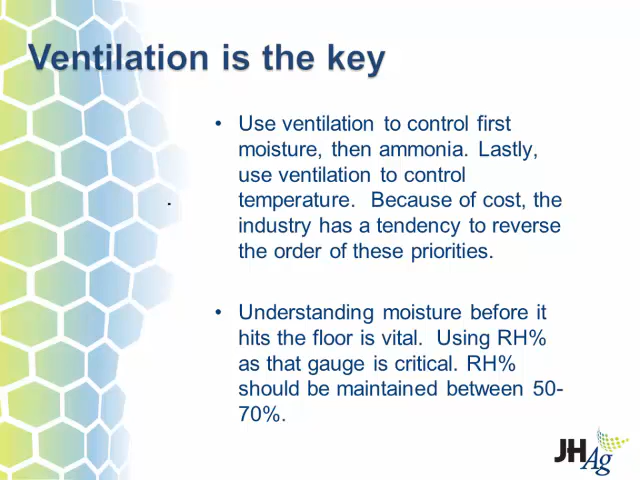 Ventilation is the key
• Use ventilation to control first
moisture, then ammonia. Lastly,
use ventilation to control
temperature. Because of cost, the
industry has a tendency to reverse
the order of these priorities.
• Understanding moisture before it
hits the floor is vital. Using RH%
as that gauge is critical. RH%
should be maintained between 50-
70%.
JHAg